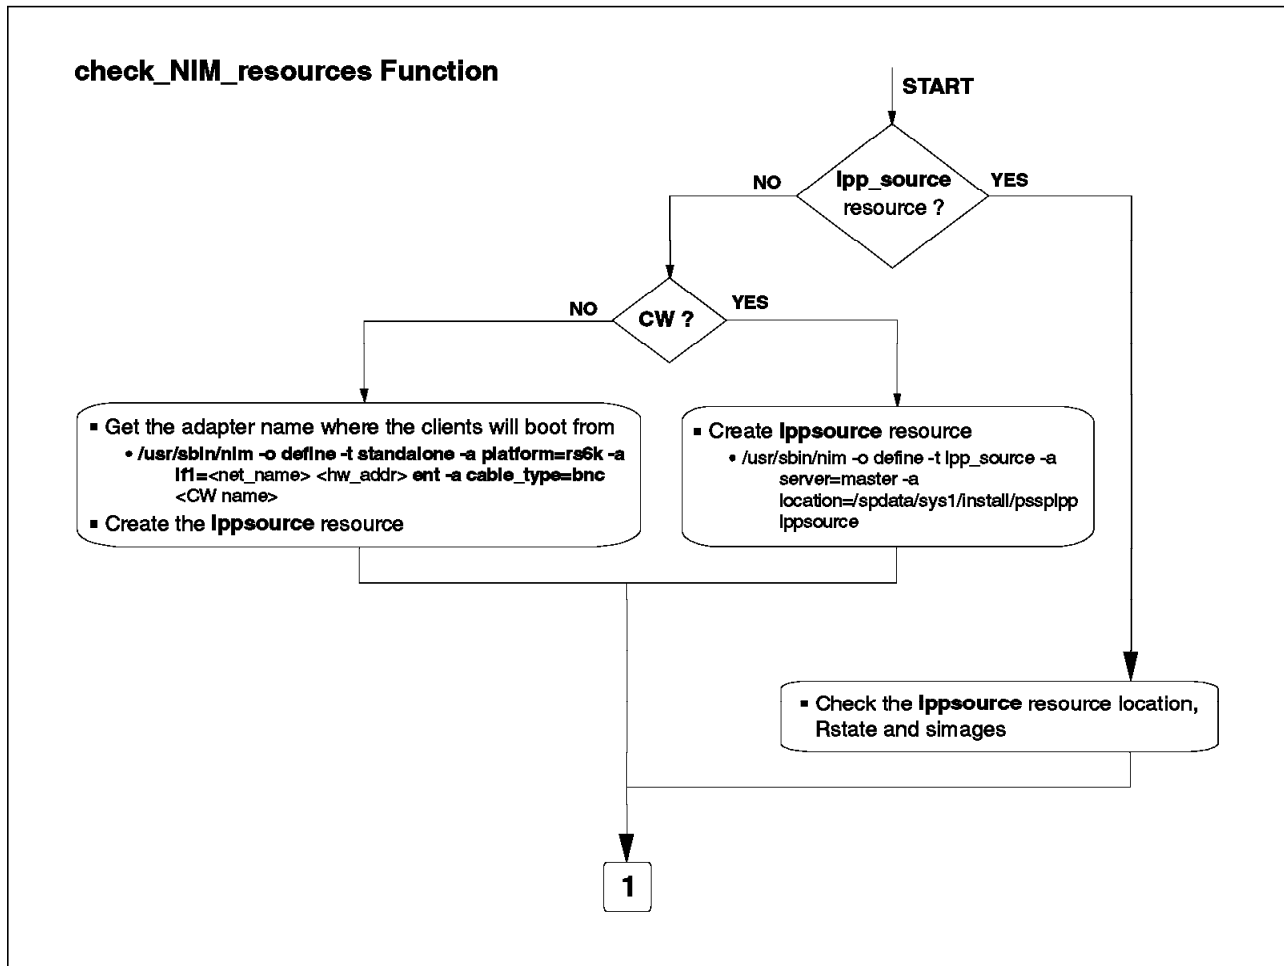 check_NIM_resources Function
START
lpp_source
resource ?
NO
YES
CW ?
NO
YES
▪ Get the adapter name where the clients will boot from
• /usr/sbin/nim -o define -t standalone -a platform=rs6k -a
if1=<net_name> <hw_addr> ent -a cable_type=bnc
<CW name>
▪ Create the lppsource resource
▪ Create lppsource resource
• /usr/sbin/nim -o define -t lpp_source -a
server=master -a
location=/spdata/sys1/install/pssplpp
lppsource
▪ Check the lppsource resource location,
Rstate and simages
1